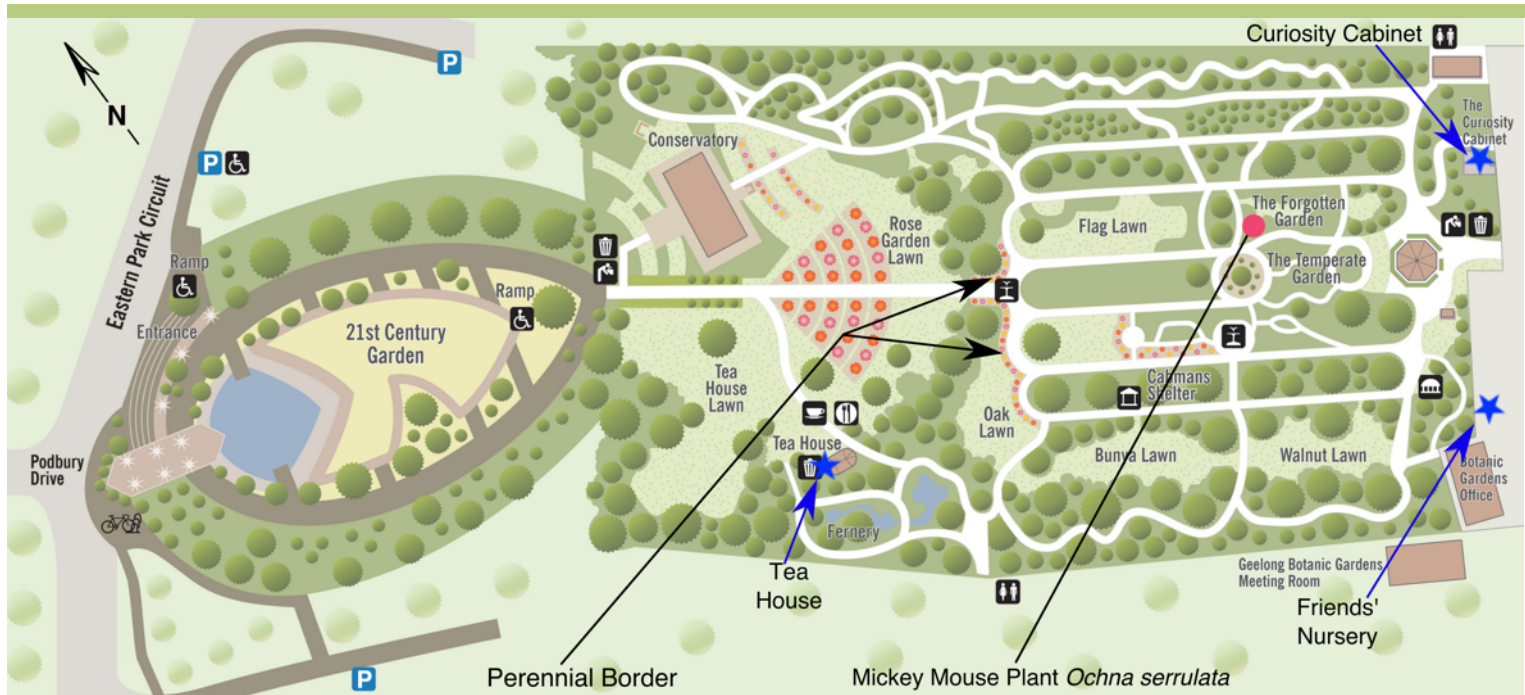 Curiosity Cabinet
P
N
Conservatory
The
Curiosity
Cabinet
P
Eastern Park Circuit
The Forgotten
Garden
Rose
Garden
Lawn
Flag Lawn
Ramp
The Temperate
Garden
Ramp
Entrance
21st Century
Garden
Tea
House
Lawn
Cabmans
Shelter
Oak
Lawn
Tea House
Bunya Lawn
Walnut Lawn
Podbury
Drive
Botanic
Gardens
Office
Fernery
Geelong Botanic Gardens
Meeting Room
Tea
House
Friends'
Nursery
P
Perennial Border
Mickey Mouse Plant Ochna serrulata